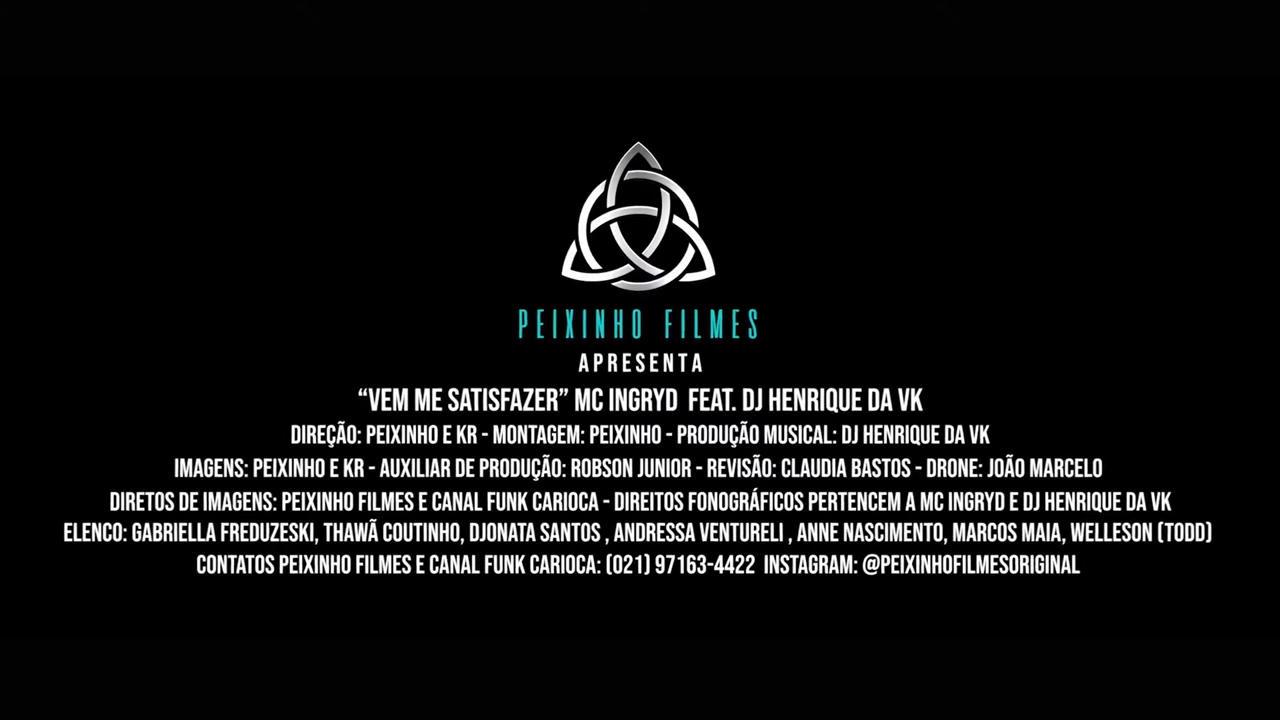 PEIXINHO FILMES
APRESENTA
“VEM ME SATISFAZER” MC INGRYD FEAT. DJ HENRIQUE DA VK
DIREÇÃO: PEIXINHO E KR - MONTAGEM: PEIXINHO - PRODUÇÃO MUSICAL: DJ HENRIQUE DA VK
IMAGENS: PEIXINHO E KR - AUXILIAR DE PRODUÇÃO: ROBSON JUNIOR - REVISÃO: CLAUDIA BASTOS - DRONE: JOÃO MARCELO
DIRETOS DE IMAGENS: PEIXINHO FILMES E CANAL FUNK CARIOCA - DIREITOS FONOGRÁFICOS PERTENCEM A MC INGRYD E DJ HENRIQUE DA VK
ELENCO: GABRIELLA FREDUZESKI, THAWÃ COUTINHO, DJONATA SANTOS , ANDRESSA VENTURELI , ANNE NASCIMENTO, MARCOS MAIA, WELLESON (TODD)
CONTATOS PEIXINHO FILMES E CANAL FUNK CARIOCA: (021) 97163-4422 INSTAGRAM: @PEIXINHOFILMESORIGINAL